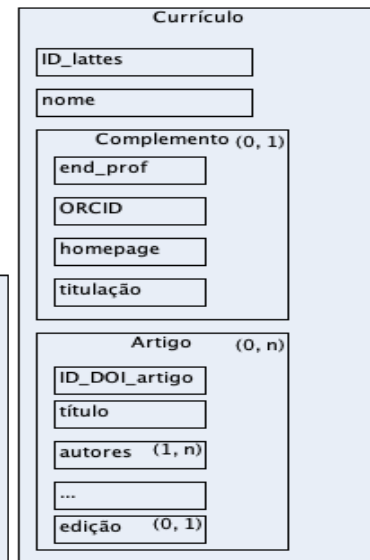 Currículo
ID_lattes
nome
Complemento (0, 1)
end_prof
ORCID
homepage
titulação
Artigo (0, n)
ID_DOI_artigo
título
autores (1, n)
...
edição (0, 1)